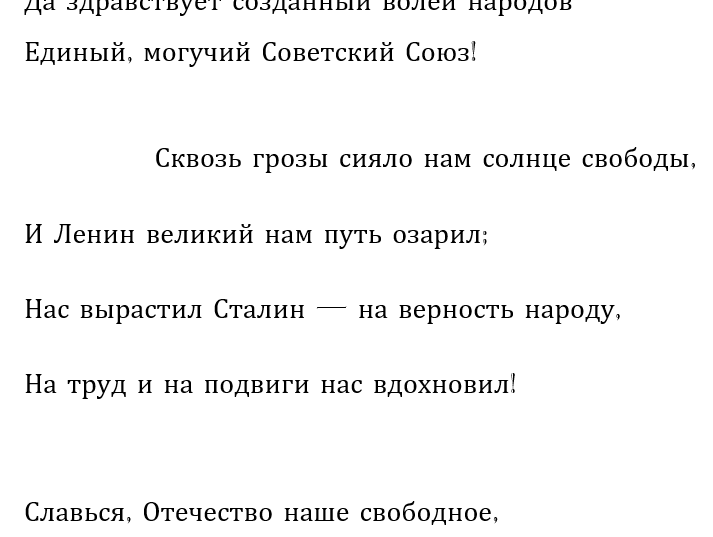 Да здравствует созданный волей народов
Единый, могучий Советский Союз!
Сквозь грозы сияло нам солнце свободы,
И Ленин великий нам путь озарил;
Нас вырастил Сталин — на верность народу,
На труд и на подвиги нас вдохновил!
Славься, Отечество наше свободное,